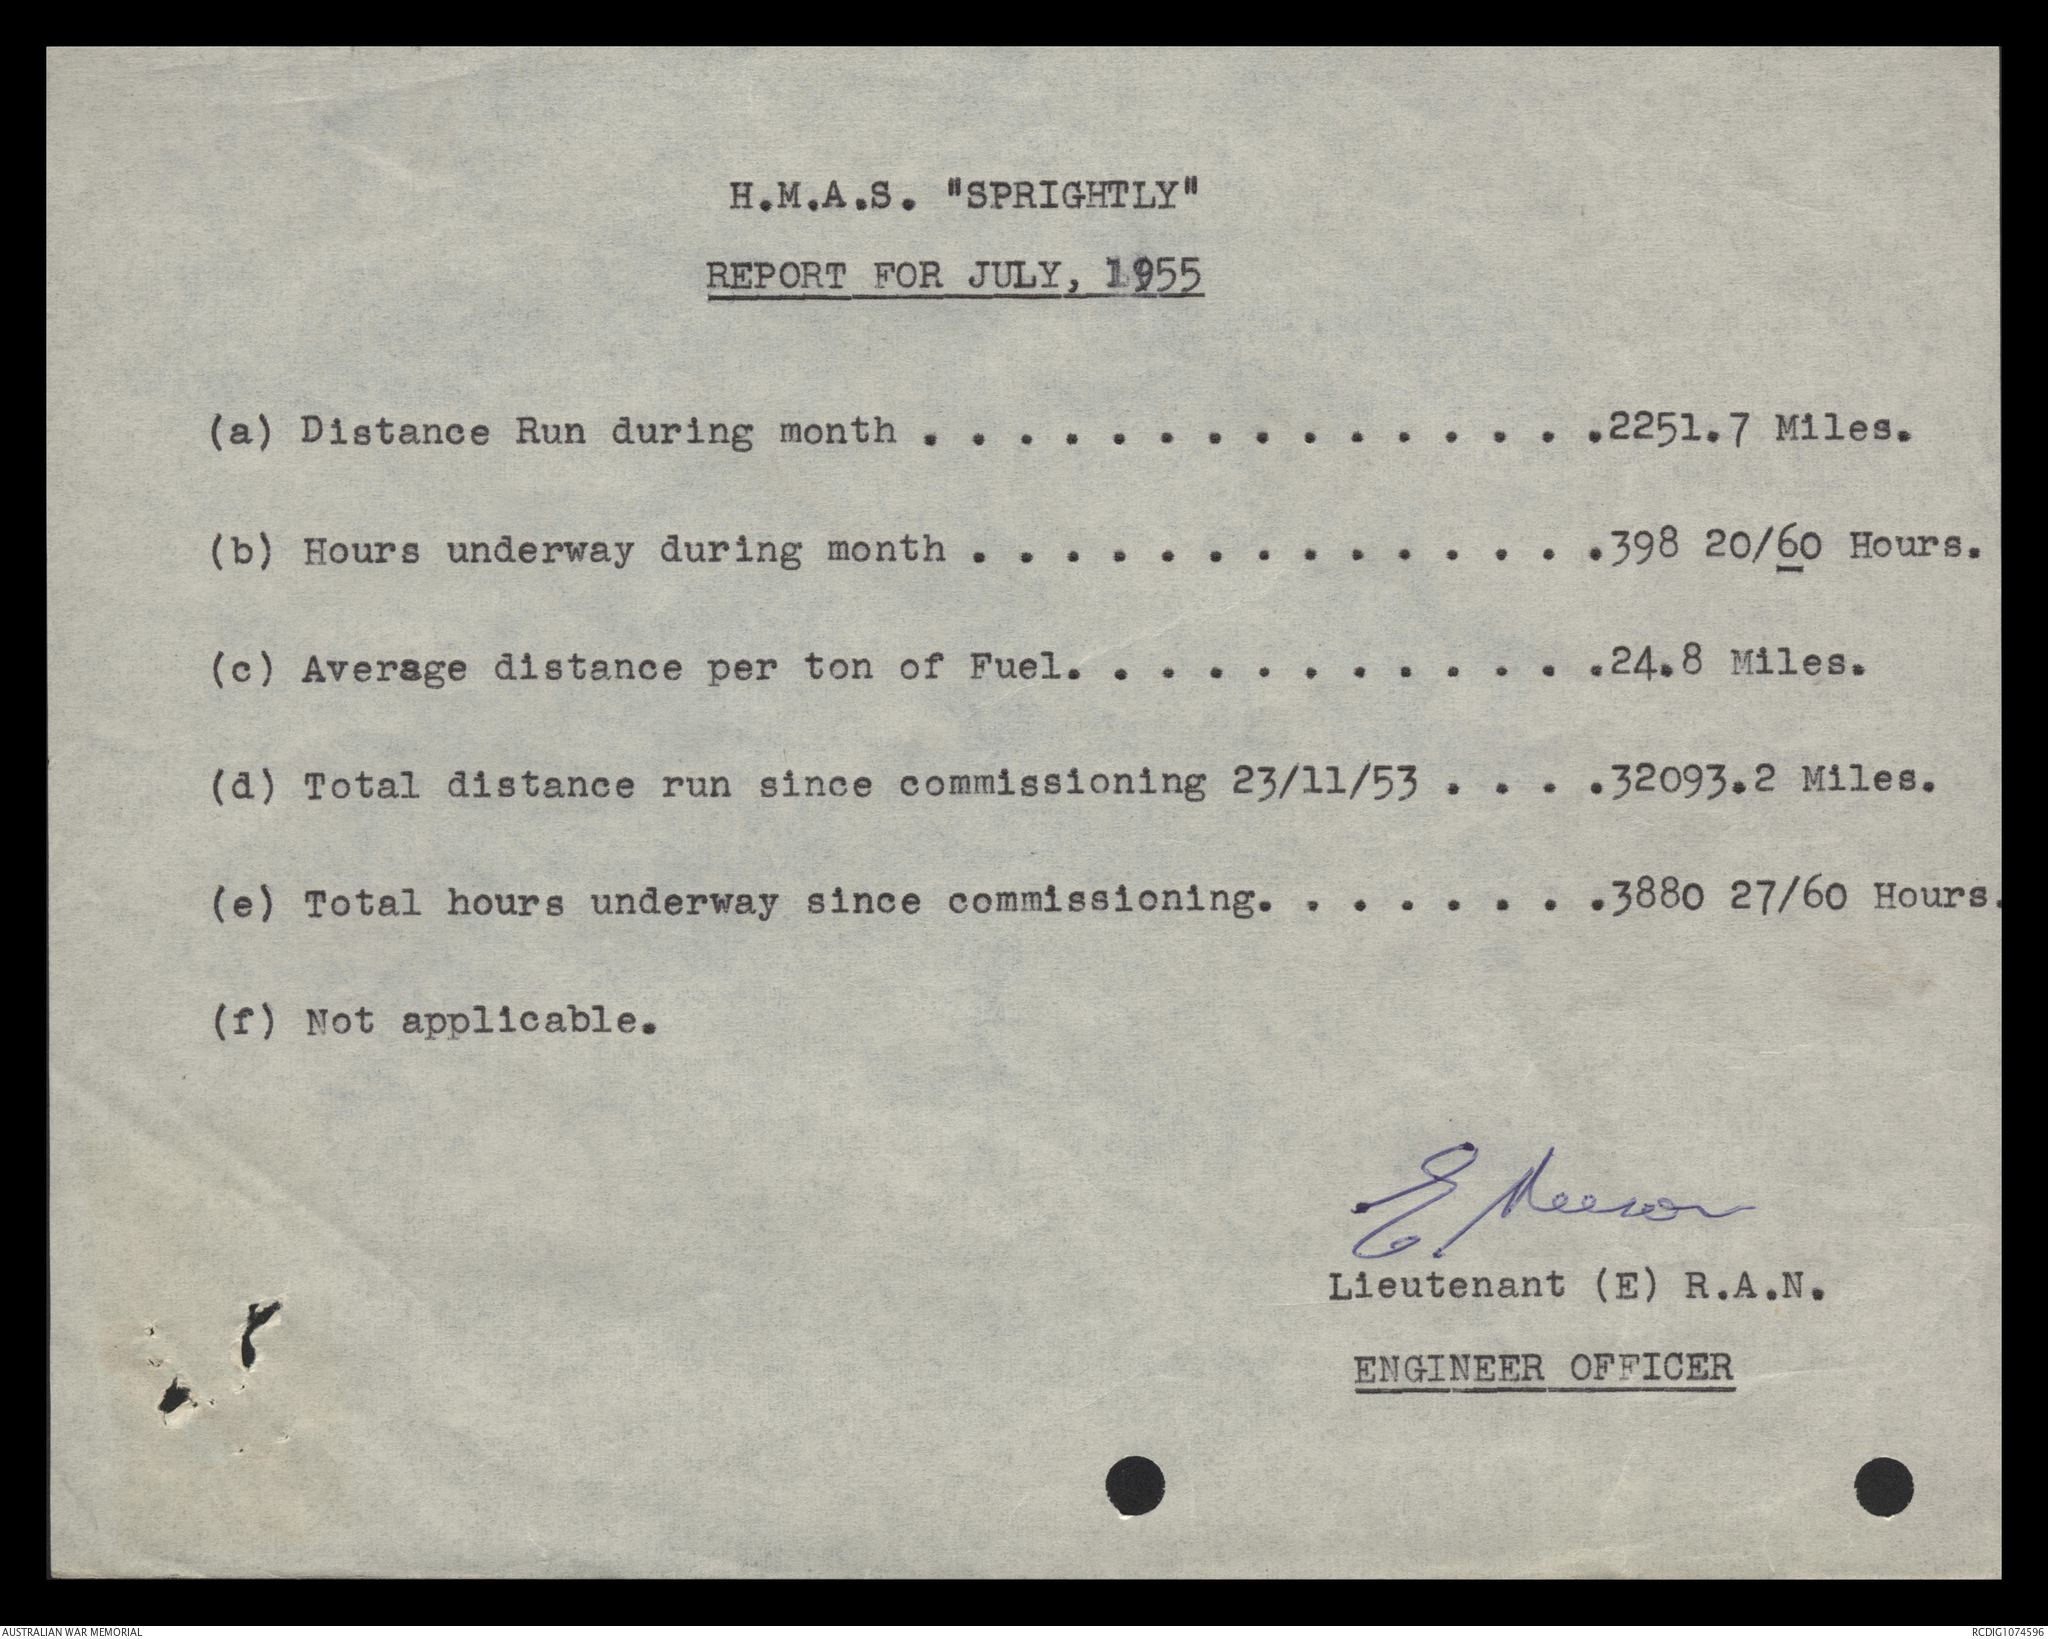 H.M.A.S. "SPRIGHTLY"
REPORT FOR JULY, 1955
(a) Distance Run during month . . . . . . . . . . . . . . .2251.7 Miles.
(b) Hours underway during month . . . . . . . . . . . . . .398 20/60 Hours.
(c) Average distance per ton of Fuel. . . . . . . . . . . .24.8 Miles.
(d) Total distance run since commissioning 23/11/53 . . . .32093.2 Miles.
(e) Total hours underway since commissioning. . . . . . . .3880 27/60 Hours.
(f) Not applicable.
E
Lieutenant (E) R.A.N.
ENGINEER OFFICER
AUSTRALIAN WAR MEMORIAL
RCDIG1074596